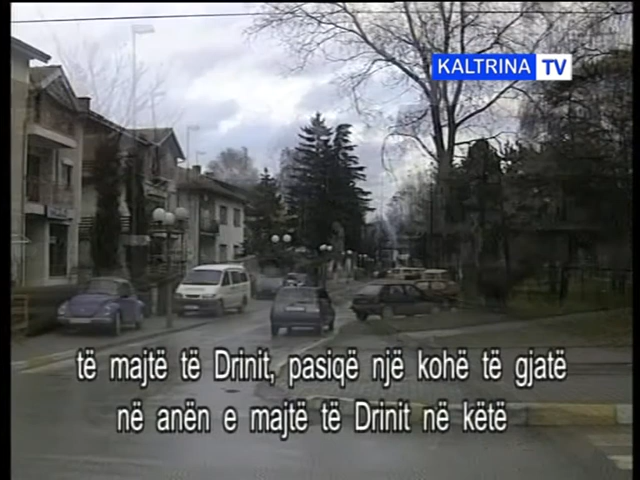 KALTRINA TV
të majtë të Drinit, pasiqë një kohë të gjatë
në anën e majtë të Drinit në këtë